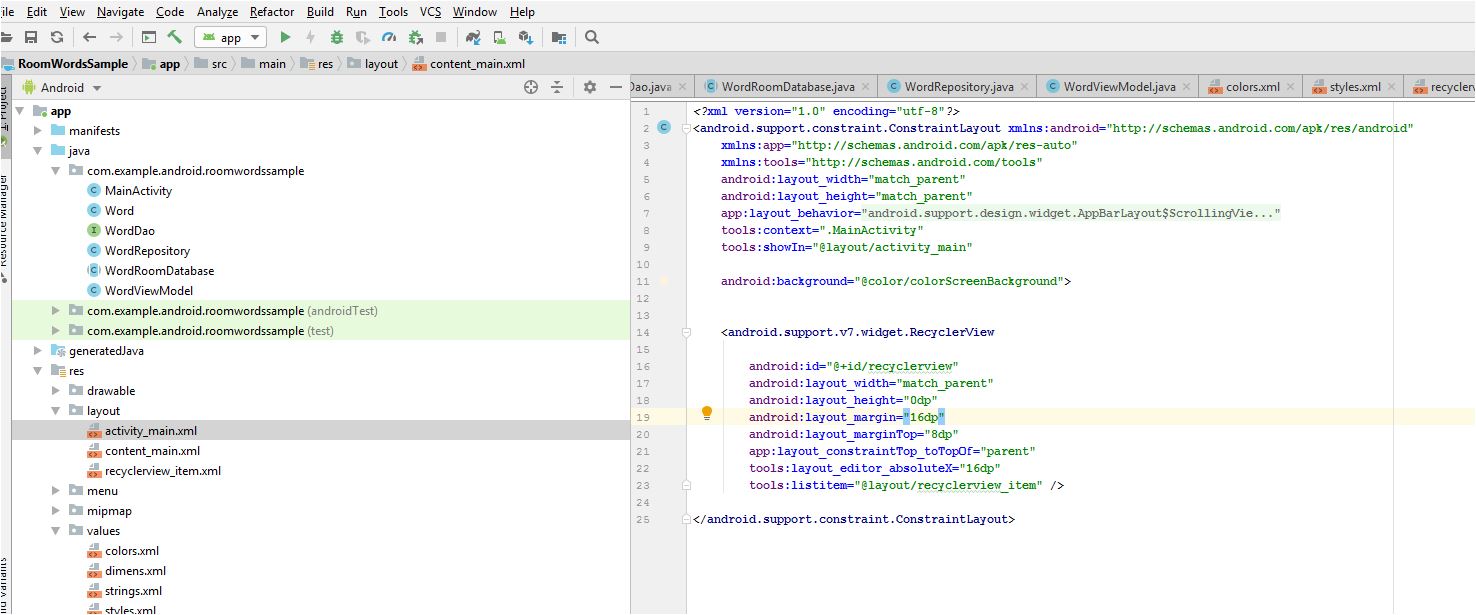 ile Edit View Navigate Code Analyze Refactor Build Run Tools VCS Window Help
app
RoomWordsSample app src main res layout content_main.xml
Android
Dao.java WordRoomDatabase.java WordRepository.java WordViewModel.java colors.xml styles.xml recyclerv
Project
Resource Manager
app
manifests
java
com.example.android.roomwordssample
MainActivity
Word
WordDao
WordRepository
WordRoomDatabase
WordViewModel
com.example.android.roomwordssample (androidTest)
com.example.android.roomwordssample (test)
generatedJava
res
drawable
layout
activity_main.xml
content_main.xml
recyclerview_item.xml
menu
mipmap
values
colors.xml
dimens.xml
strings.xml
styles.xml
1 <?xml version="1.0" encoding="utf-8"?>
2 <android.support.constraint.ConstraintLayout xmlns:android="http://schemas.android.com/apk/res/android"
3 xmlns:app="http://schemas.android.com/apk/res-auto"
4 xmlns:tools="http://schemas.android.com/tools"
5 android:layout_width="match_parent"
6 android:layout_height="match_parent"
7 app:layout_behavior="android.support.design.widget.AppBarLayout$ScrollingVie..."
8 tools:context=".MainActivity"
9 tools:showIn="@layout/activity_main"
10
11 android:background="@color/colorScreenBackground">
12
13
14 <android.support.v7.widget.RecyclerView
15
16 android:id="@+id/recyclerview"
17 android:layout_width="match_parent"
18 android:layout_height="0dp"
19 android:layout_margin="16dp"
20 android:layout_marginTop="8dp"
21 app:layout_constraintTop_toTopOf="parent"
22 tools:layout_editor_absoluteX="16dp"
23 tools:listitem="@layout/recyclerview_item" />
24
25 </android.support.constraint.ConstraintLayout>